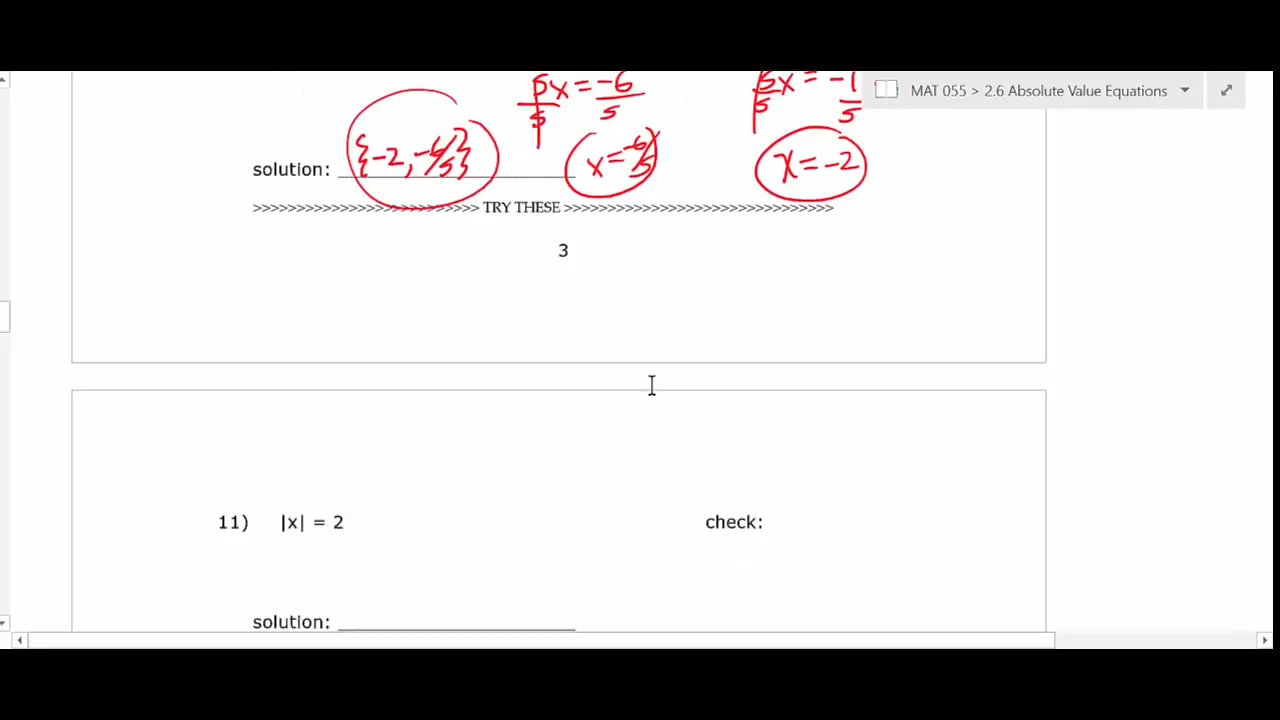 5x = -6
5x = -1
MAT 055 > 2.6 Absolute Value Equations
5 5
5 5
solution: {-2, -6/5} x = -6/5 x = -2
>>>>>>>>>>>>>>>>>>>>>>>>>> TRY THESE >>>>>>>>>>>>>>>>>>>>>>>>>>>>>>
3
11) |x| = 2 check:
solution: ____________________